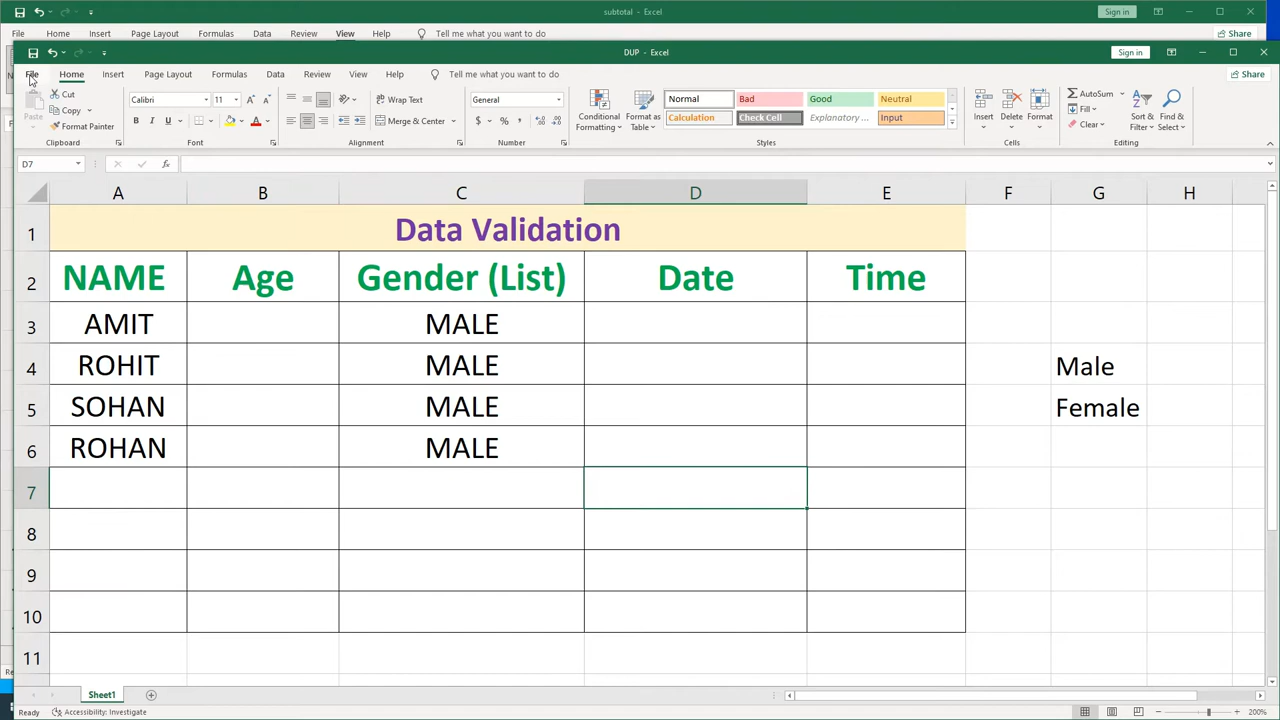 subtotal - Excel
Sign in
File Home Insert Page Layout Formulas Data Review View Help Tell me what you want to do Share
DUP - Excel
Sign in
File Home Insert Page Layout Formulas Data Review View Help Tell me what you want to do Share
Paste
Cut
Copy
Format Painter
Clipboard
Calibri 11
B I U
Font
Wrap Text
Merge & Center
Alignment
General
$ % ,
Number
Conditional Formatting
Format as Table
Normal Bad Good Neutral
Calculation Check Cell Explanatory ... Input
Styles
Insert Delete Format
Cells
AutoSum
Fill
Clear
Sort & Filter
Find & Select
Editing
D7 fx
A B C D E F G H
1 Data Validation
2 NAME Age Gender (List) Date Time
3 AMIT MALE
4 ROHIT MALE Male
5 SOHAN MALE Female
6 ROHAN MALE
7
8
9
10
11
Sheet1
Ready Accessibility: Investigate 200%